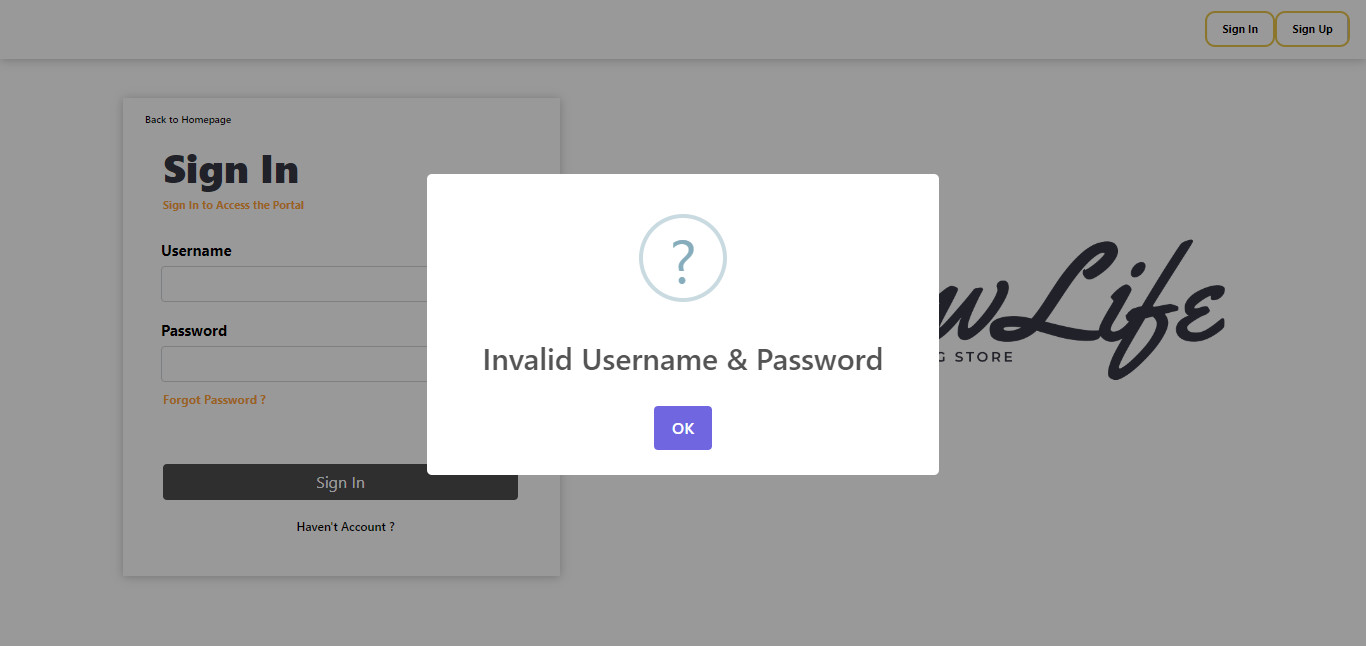 Sign In
Sign Up
Back to Homepage
Sign In
Sign In to Access the Portal
Username
Password
Forgot Password ?
Sign In
Haven't Account ?
Invalid Username & Password
OK
Life
STORE